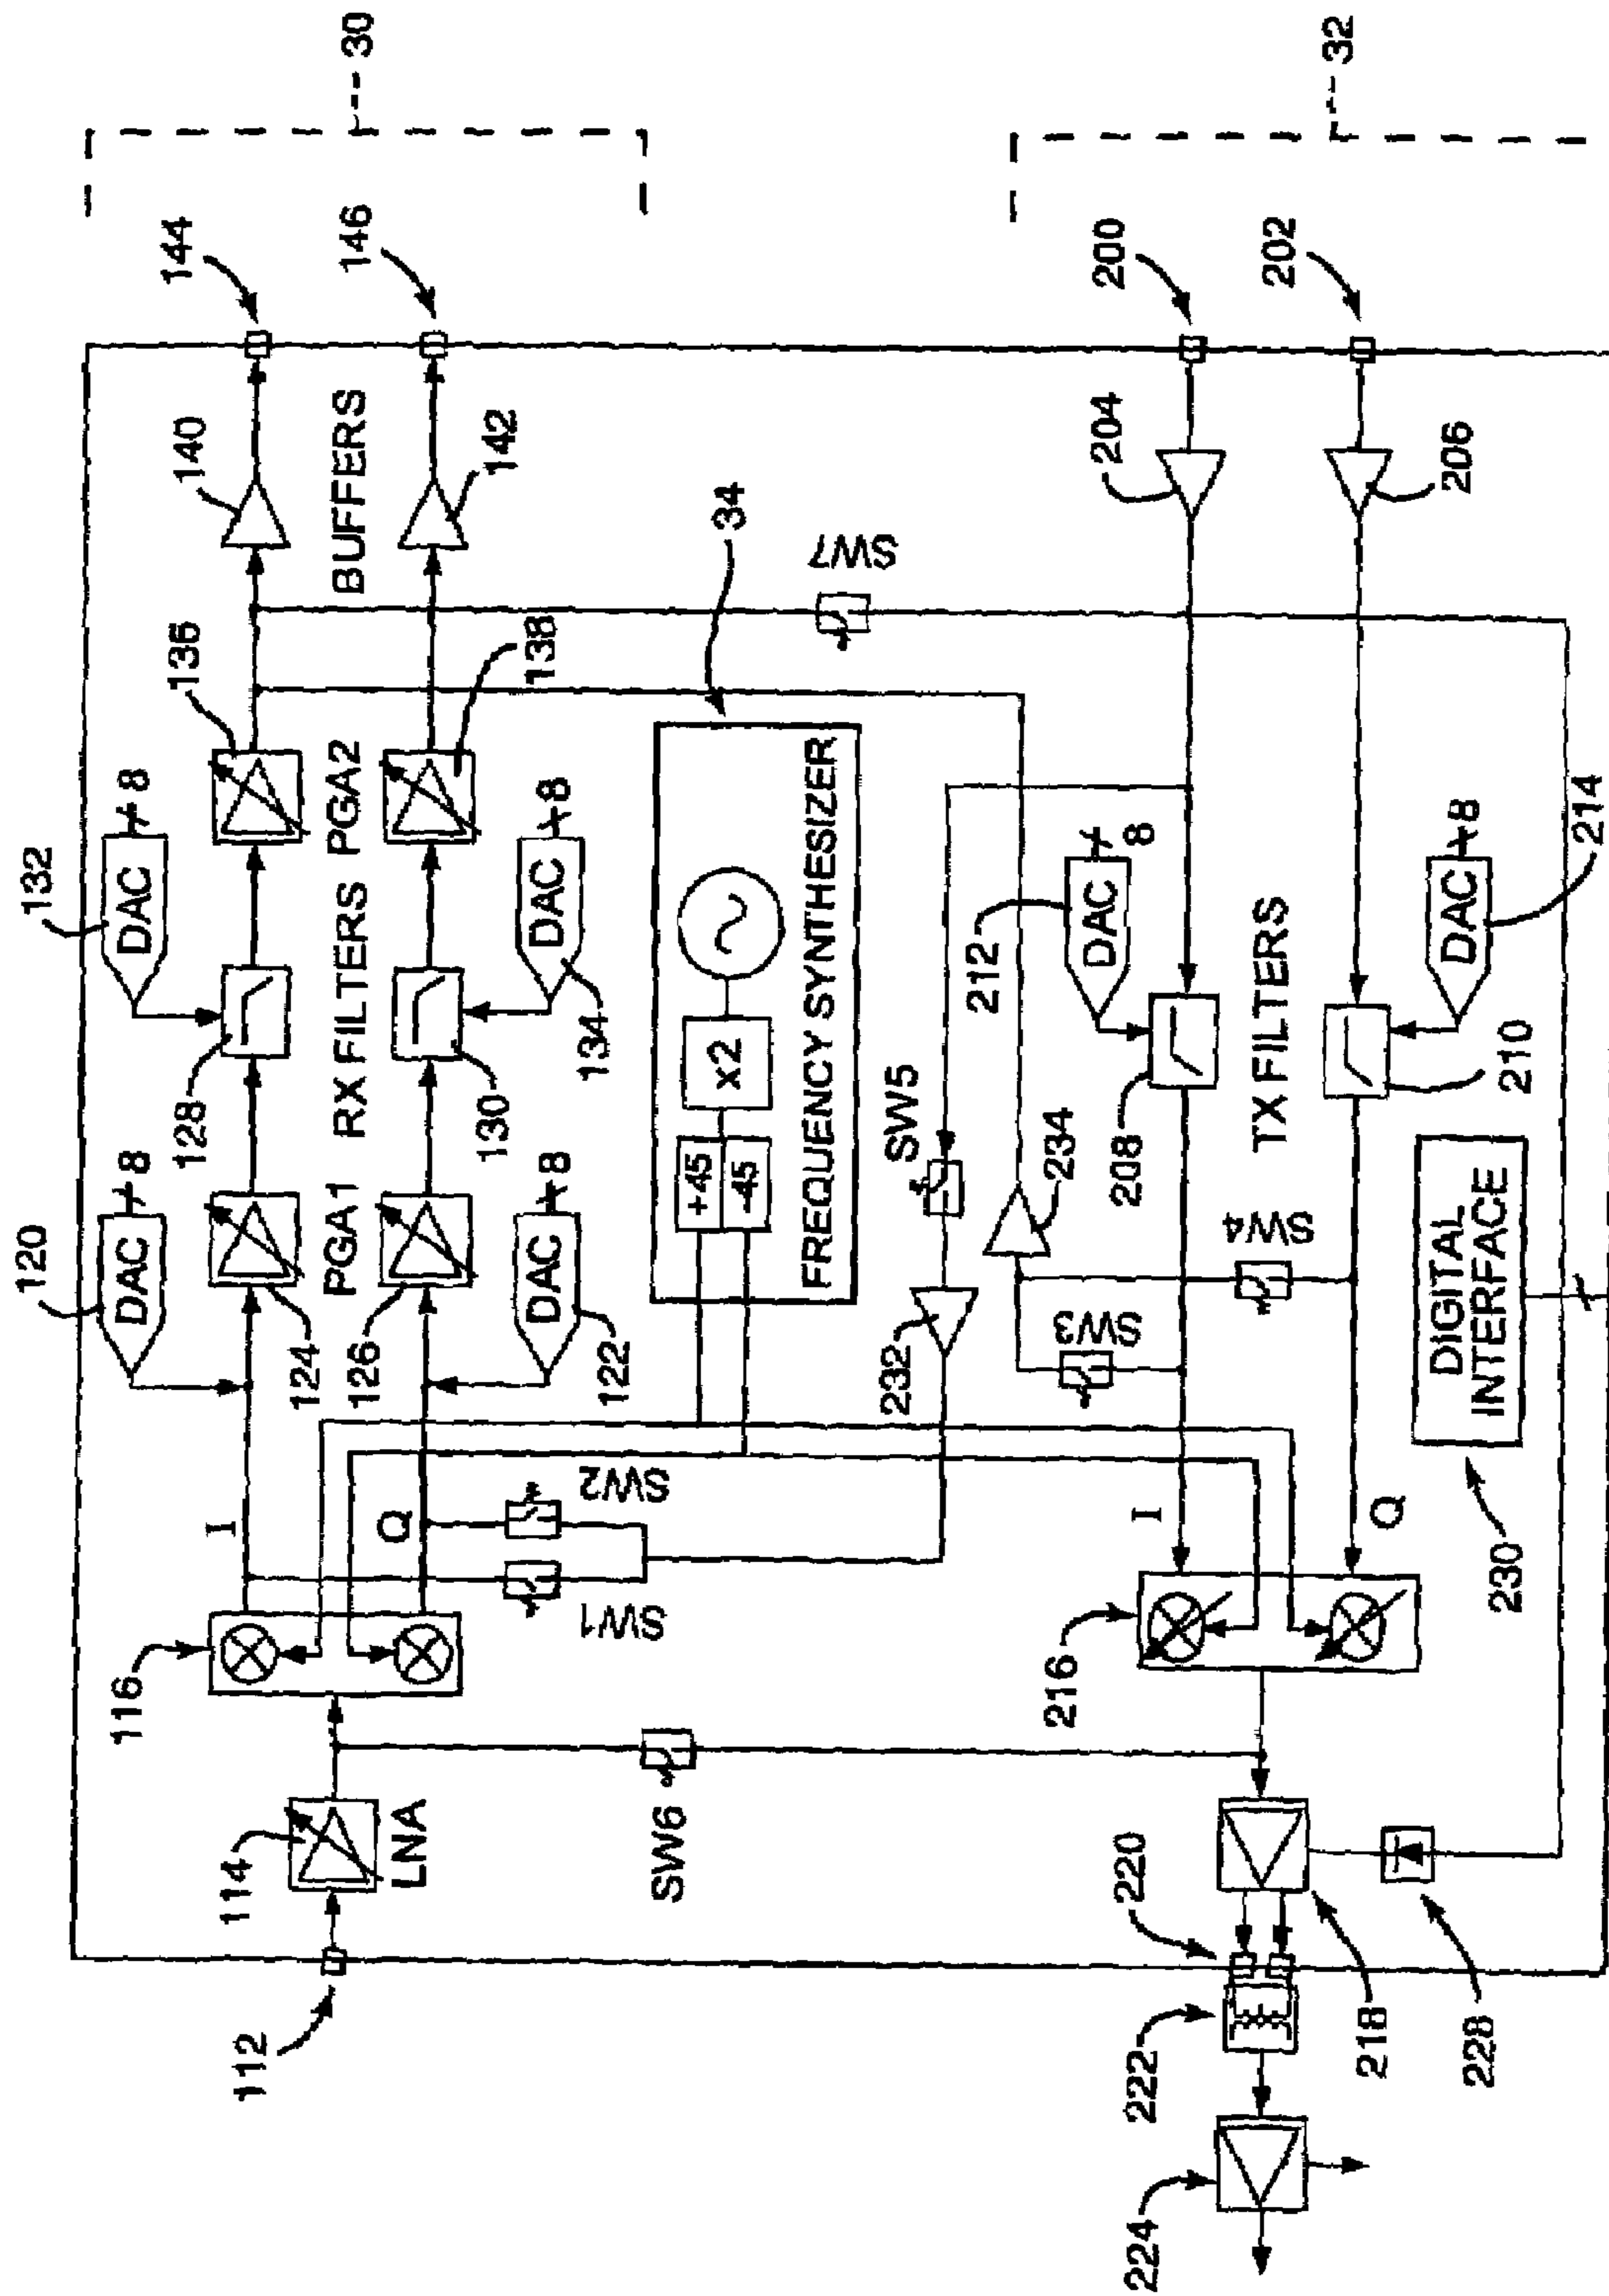 120
DAC
8
132
DAC
8
136
140
144
30
116
I
124
128
114
LNA
112
PGA1
RX FILTERS
PGA2
BUFFERS
146
Q
126
130
138
142
DAC
8
122
DAC
8
134
SW1
SW2
+45
-45
x2
FREQUENCY SYNTHESIZER
34
SW6
232
SW5
SW7
234
SW3
212
DAC
8
204
200
216
I
208
SW4
TX FILTERS
202
32
220
222
224
218
228
Q
230
DIGITAL
INTERFACE
210
DAC
8
214
206